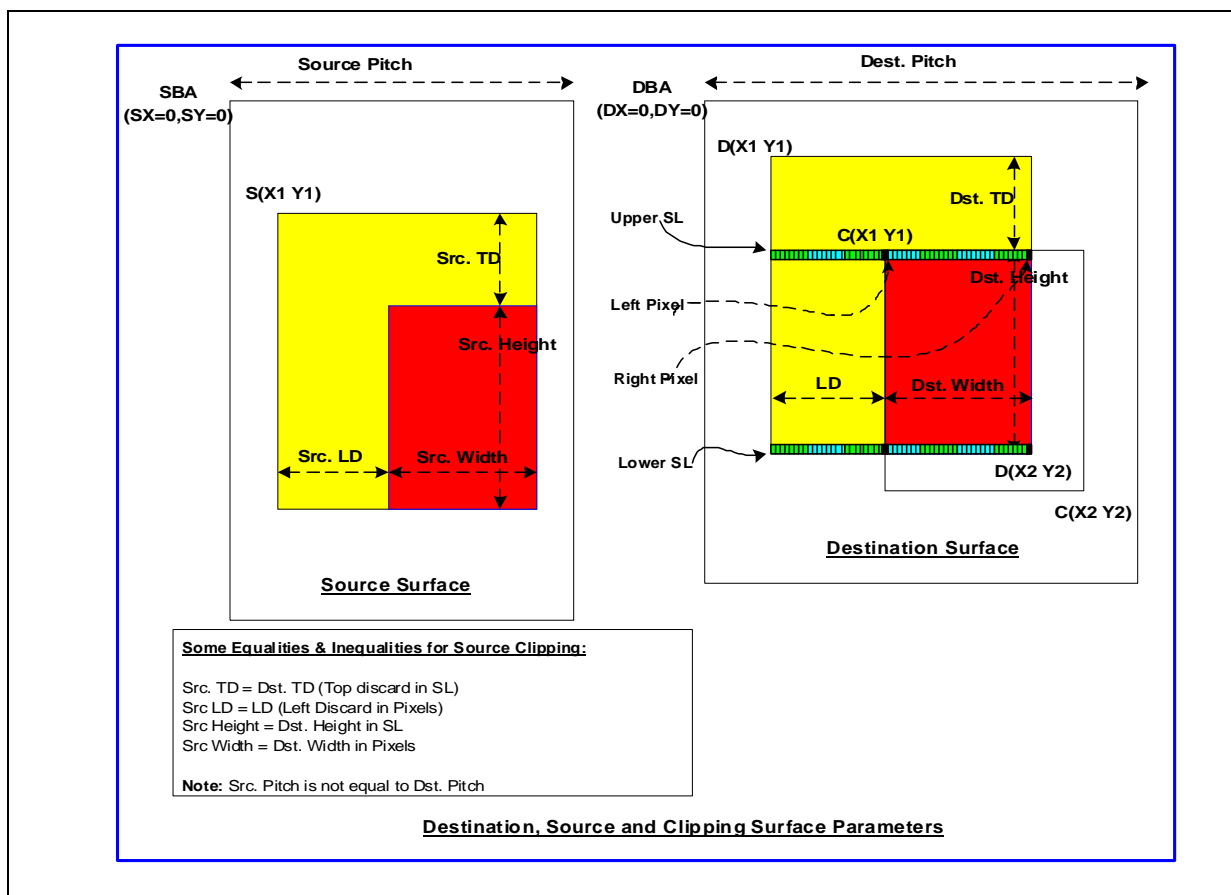 Source Pitch
SBA
(SX=0,SY=0)
S(X1 Y1)
Src. TD
Src. Height
Src. LD
Src. Width
Source Surface
Dest. Pitch
DBA
(DX=0,DY=0)
D(X1 Y1)
Dst. TD
Upper SL
C(X1 Y1)
Dst. Height
Left Pixel
Right Pixel
LD
Dst. Width
Lower SL
D(X2 Y2)
C(X2 Y2)
Destination Surface
Some Equalities & Inequalities for Source Clipping:
Src. TD = Dst. TD (Top discard in SL)
Src LD = LD (Left Discard in Pixels)
Src Height = Dst. Height in SL
Src Width = Dst. Width in Pixels
Note: Src. Pitch is not equal to Dst. Pitch
Destination, Source and Clipping Surface Parameters